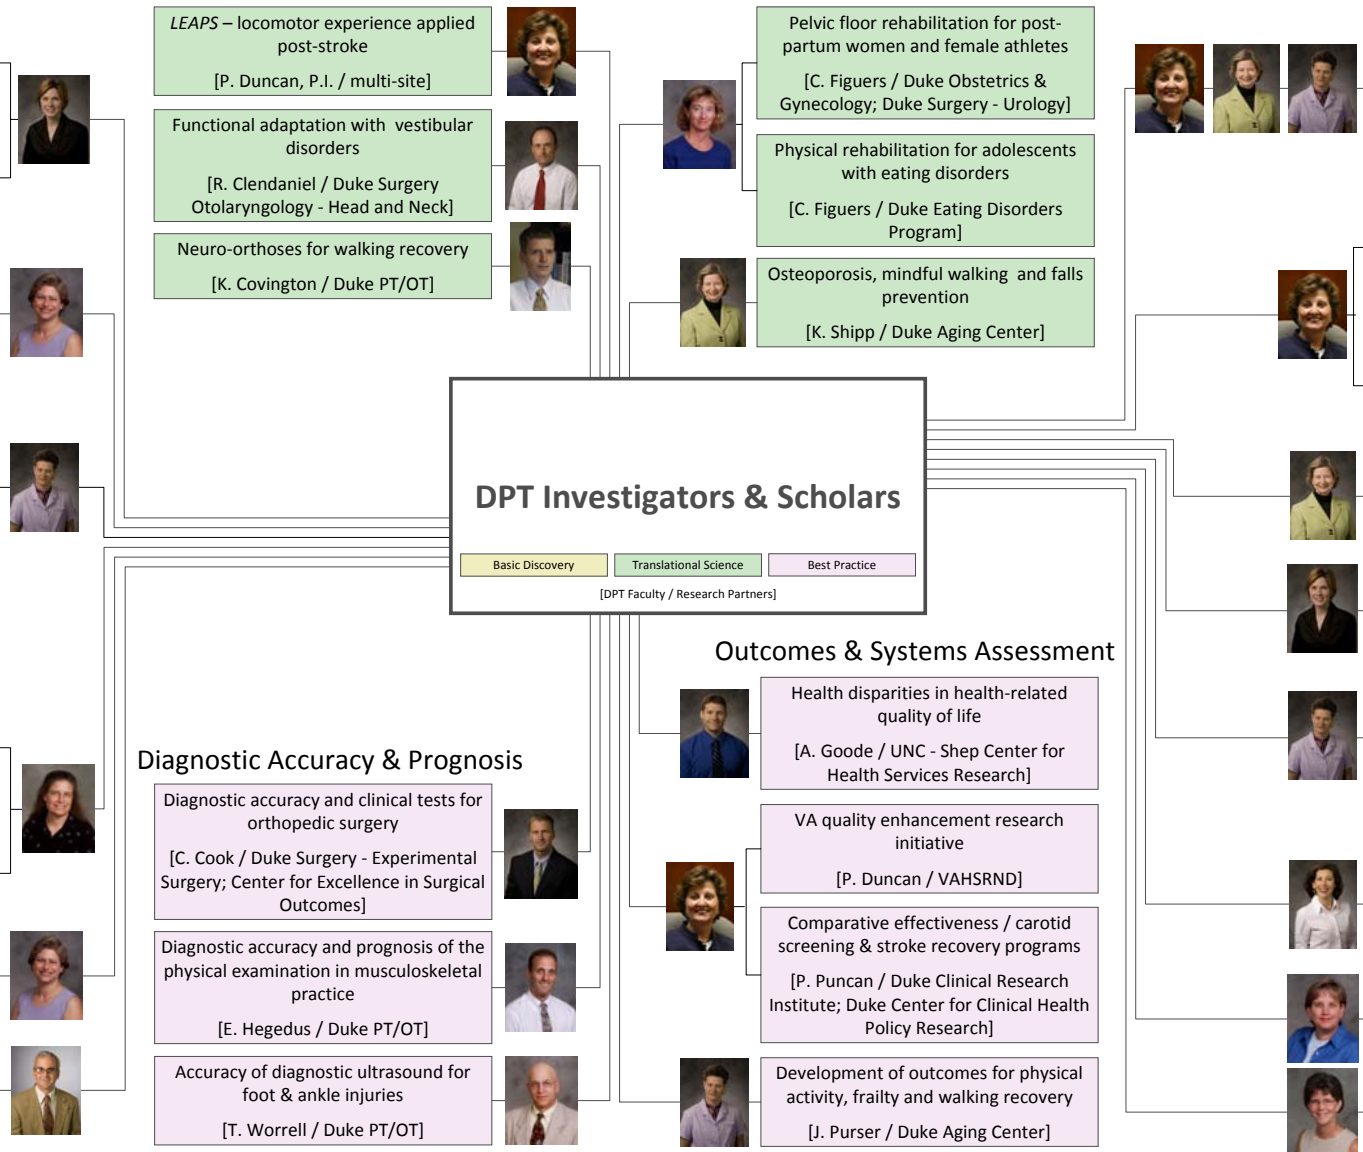 LEAPS – locomotor experience applied
post-stroke
[P. Duncan, P.I. / multi-site]
Functional adaptation with vestibular
disorders
[R. Clendaniel / Duke Surgery
Otolaryngology - Head and Neck]
Neuro-orthoses for walking recovery
[K. Covington / Duke PT/OT]
Pelvic floor rehabilitation for post-
partum women and female athletes
[C. Figuers / Duke Obstetrics &
Gynecology; Duke Surgery - Urology]
Physical rehabilitation for adolescents
with eating disorders
[C. Figuers / Duke Eating Disorders
Program]
Osteoporosis, mindful walking and falls
prevention
[K. Shipp / Duke Aging Center]
DPT Investigators & Scholars
Basic Discovery
Translational Science
Best Practice
[DPT Faculty / Research Partners]
Diagnostic Accuracy & Prognosis
Diagnostic accuracy and clinical tests for
orthopedic surgery
[C. Cook / Duke Surgery - Experimental
Surgery; Center for Excellence in Surgical
Outcomes]
Diagnostic accuracy and prognosis of the
physical examination in musculoskeletal
practice
[E. Hegedus / Duke PT/OT]
Accuracy of diagnostic ultrasound for
foot & ankle injuries
[T. Worrell / Duke PT/OT]
Outcomes & Systems Assessment
Health disparities in health-related
quality of life
[A. Goode / UNC - Shep Center for
Health Services Research]
VA quality enhancement research
initiative
[P. Duncan / VAHSRND]
Comparative effectiveness / carotid
screening & stroke recovery programs
[P. Puncan / Duke Clinical Research
Institute; Duke Center for Clinical Health
Policy Research]
Development of outcomes for physical
activity, frailty and walking recovery
[J. Purser / Duke Aging Center]